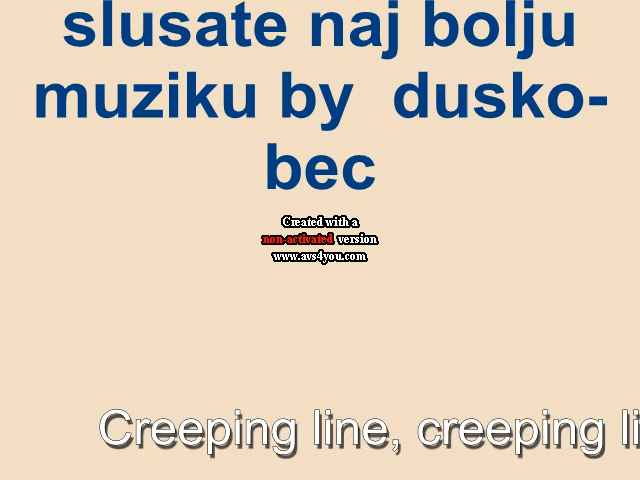 slusate naj bolju
muziku by dusko-
bec
Created with a
non-activated version
www.avs4you.com
Creeping line, creeping li